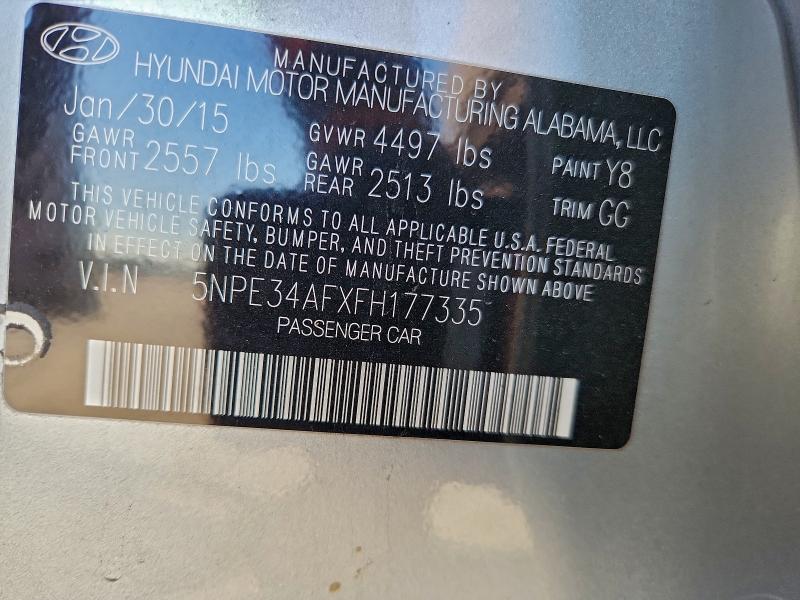 MANUFACTURED BY
HYUNDAI MOTOR MANUFACTURING ALABAMA, LLC
Jan/30/15 GVWR 4497 lbs PAINT Y8
GAWR FRONT 2557 lbs GAWR REAR 2513 lbs TRIM GG
THIS VEHICLE CONFORMS TO ALL APPLICABLE U.S.A. FEDERAL
MOTOR VEHICLE SAFETY, BUMPER, AND THEFT PREVENTION STANDARDS
IN EFFECT ON THE DATE OF MANUFACTURE SHOWN ABOVE
V.I.N 5NPE34AFXFH177335
PASSENGER CAR